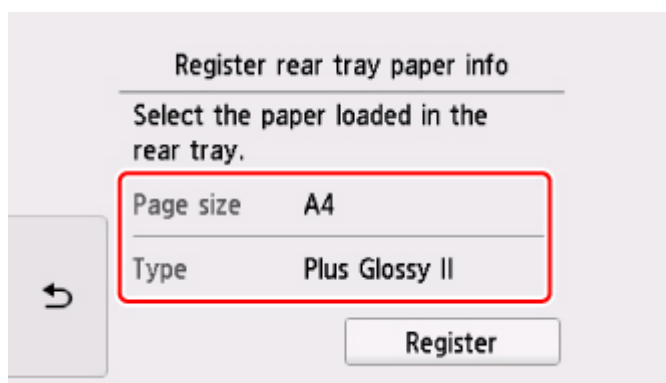 Register rear tray paper info
Select the paper loaded in the
rear tray.
Page size A4
Type Plus Glossy II
Register